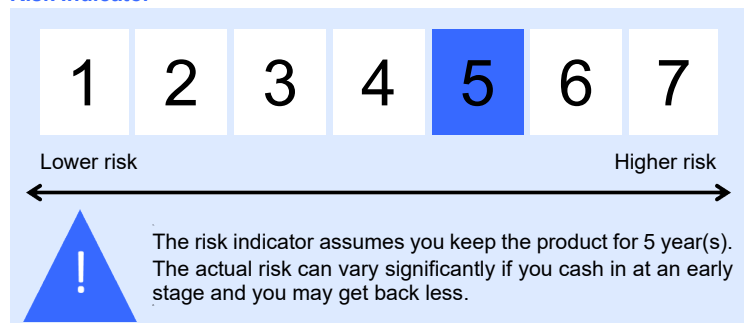 Risk Indicator
1 2 3 4 5 6 7
Lower risk Higher risk
!
The risk indicator assumes you keep the product for 5 year(s).
The actual risk can vary significantly if you cash in at an early
stage and you may get back less.